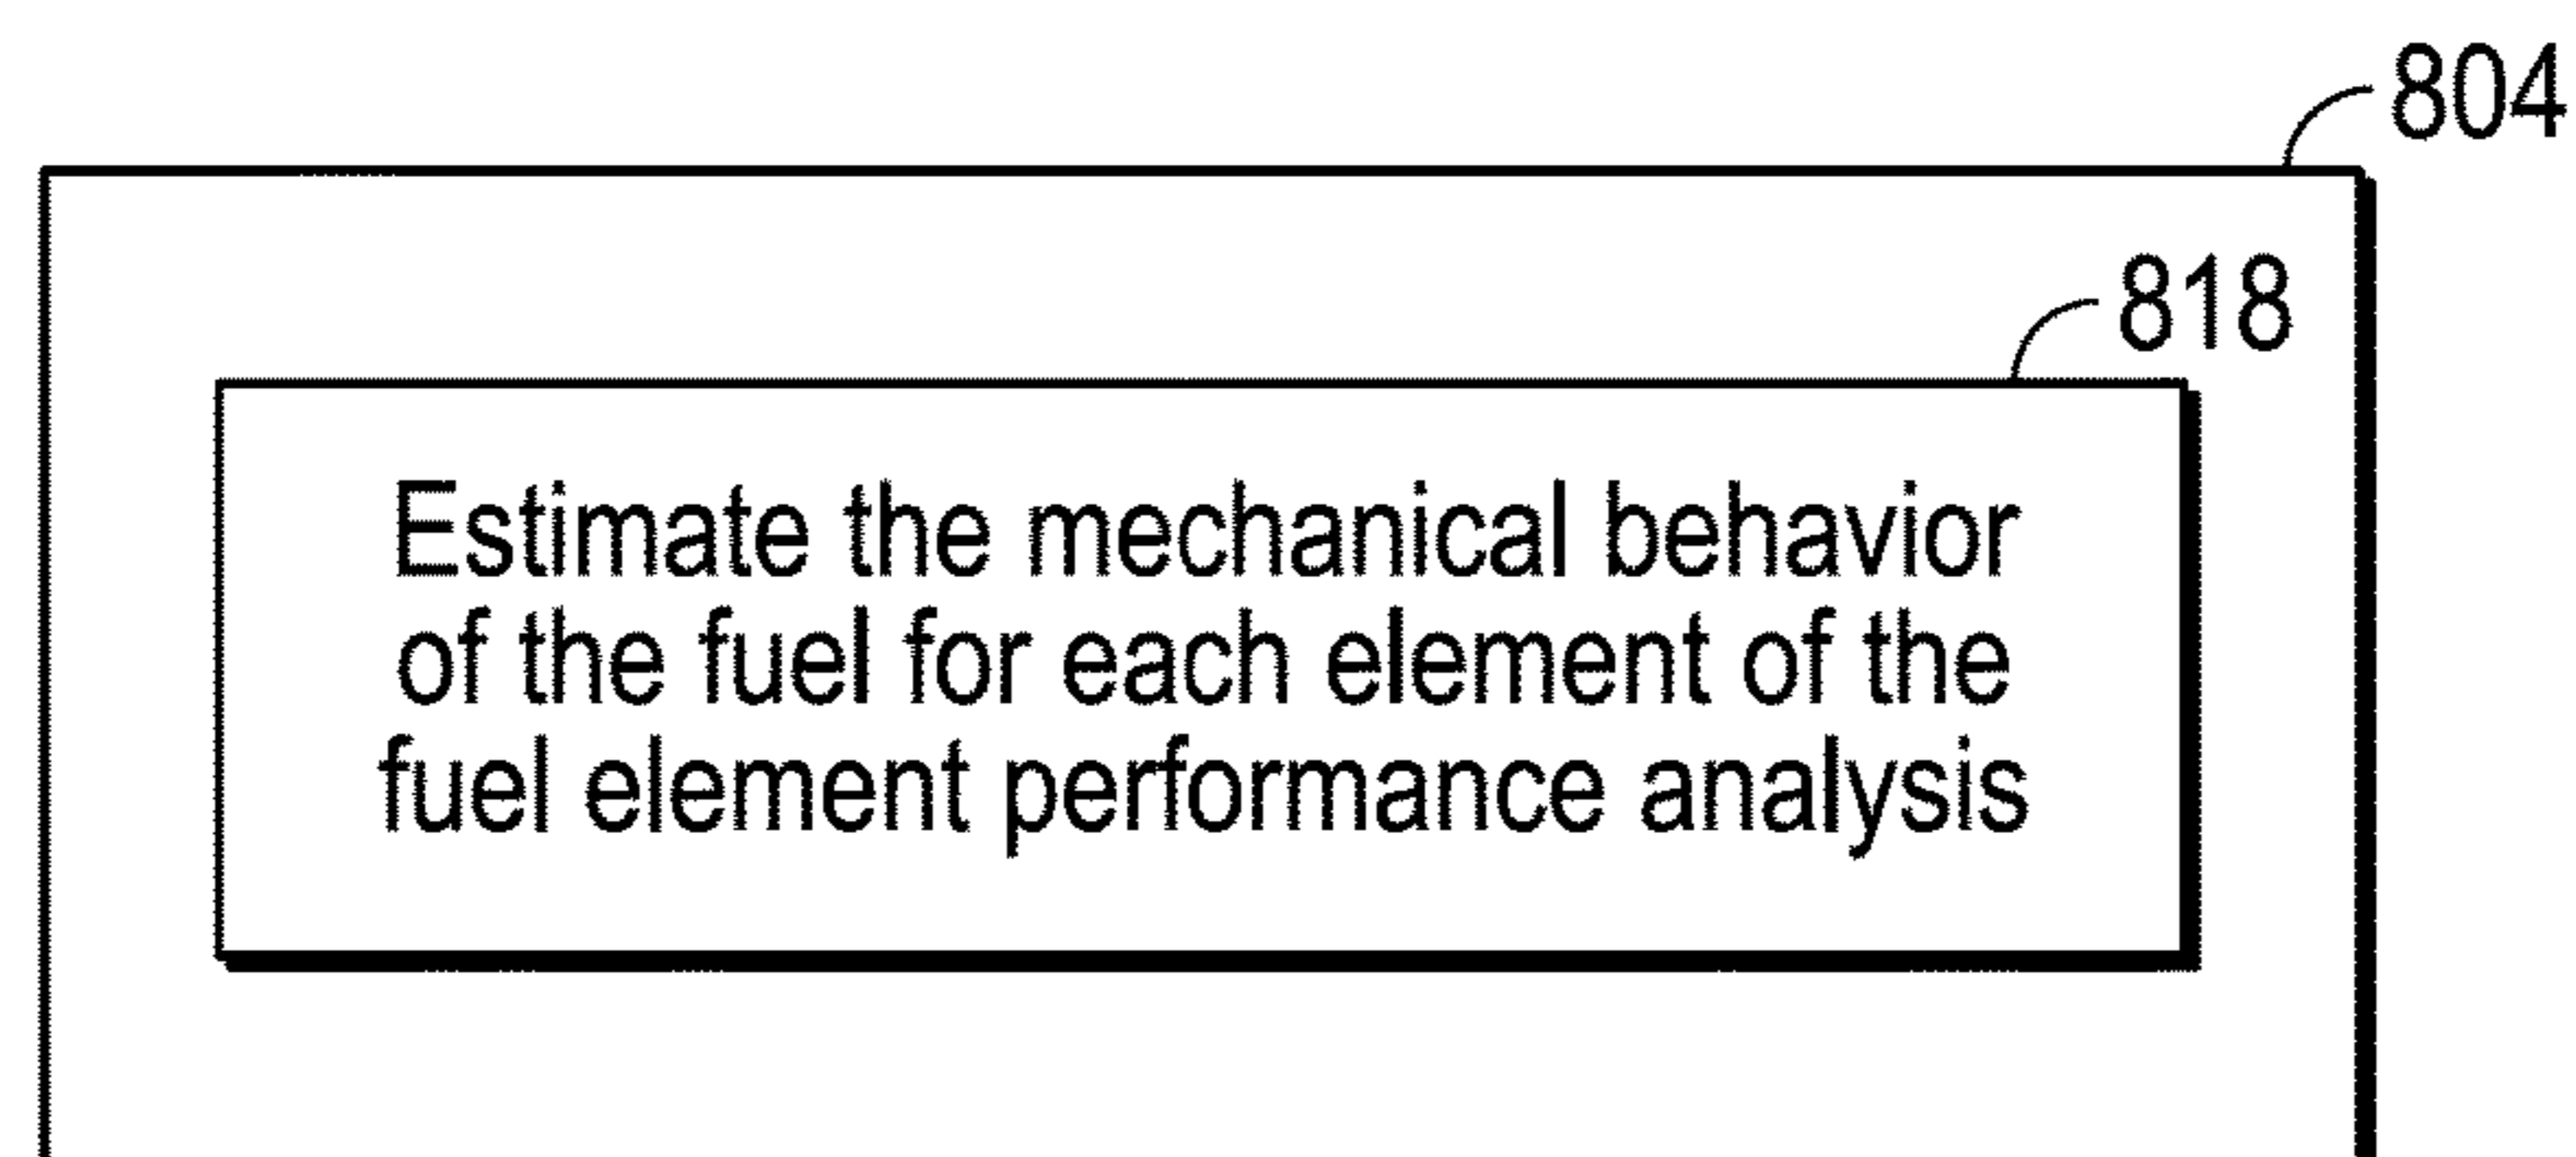 804
818
Estimate the mechanical behavior
of the fuel for each element of the
fuel element performance analysis